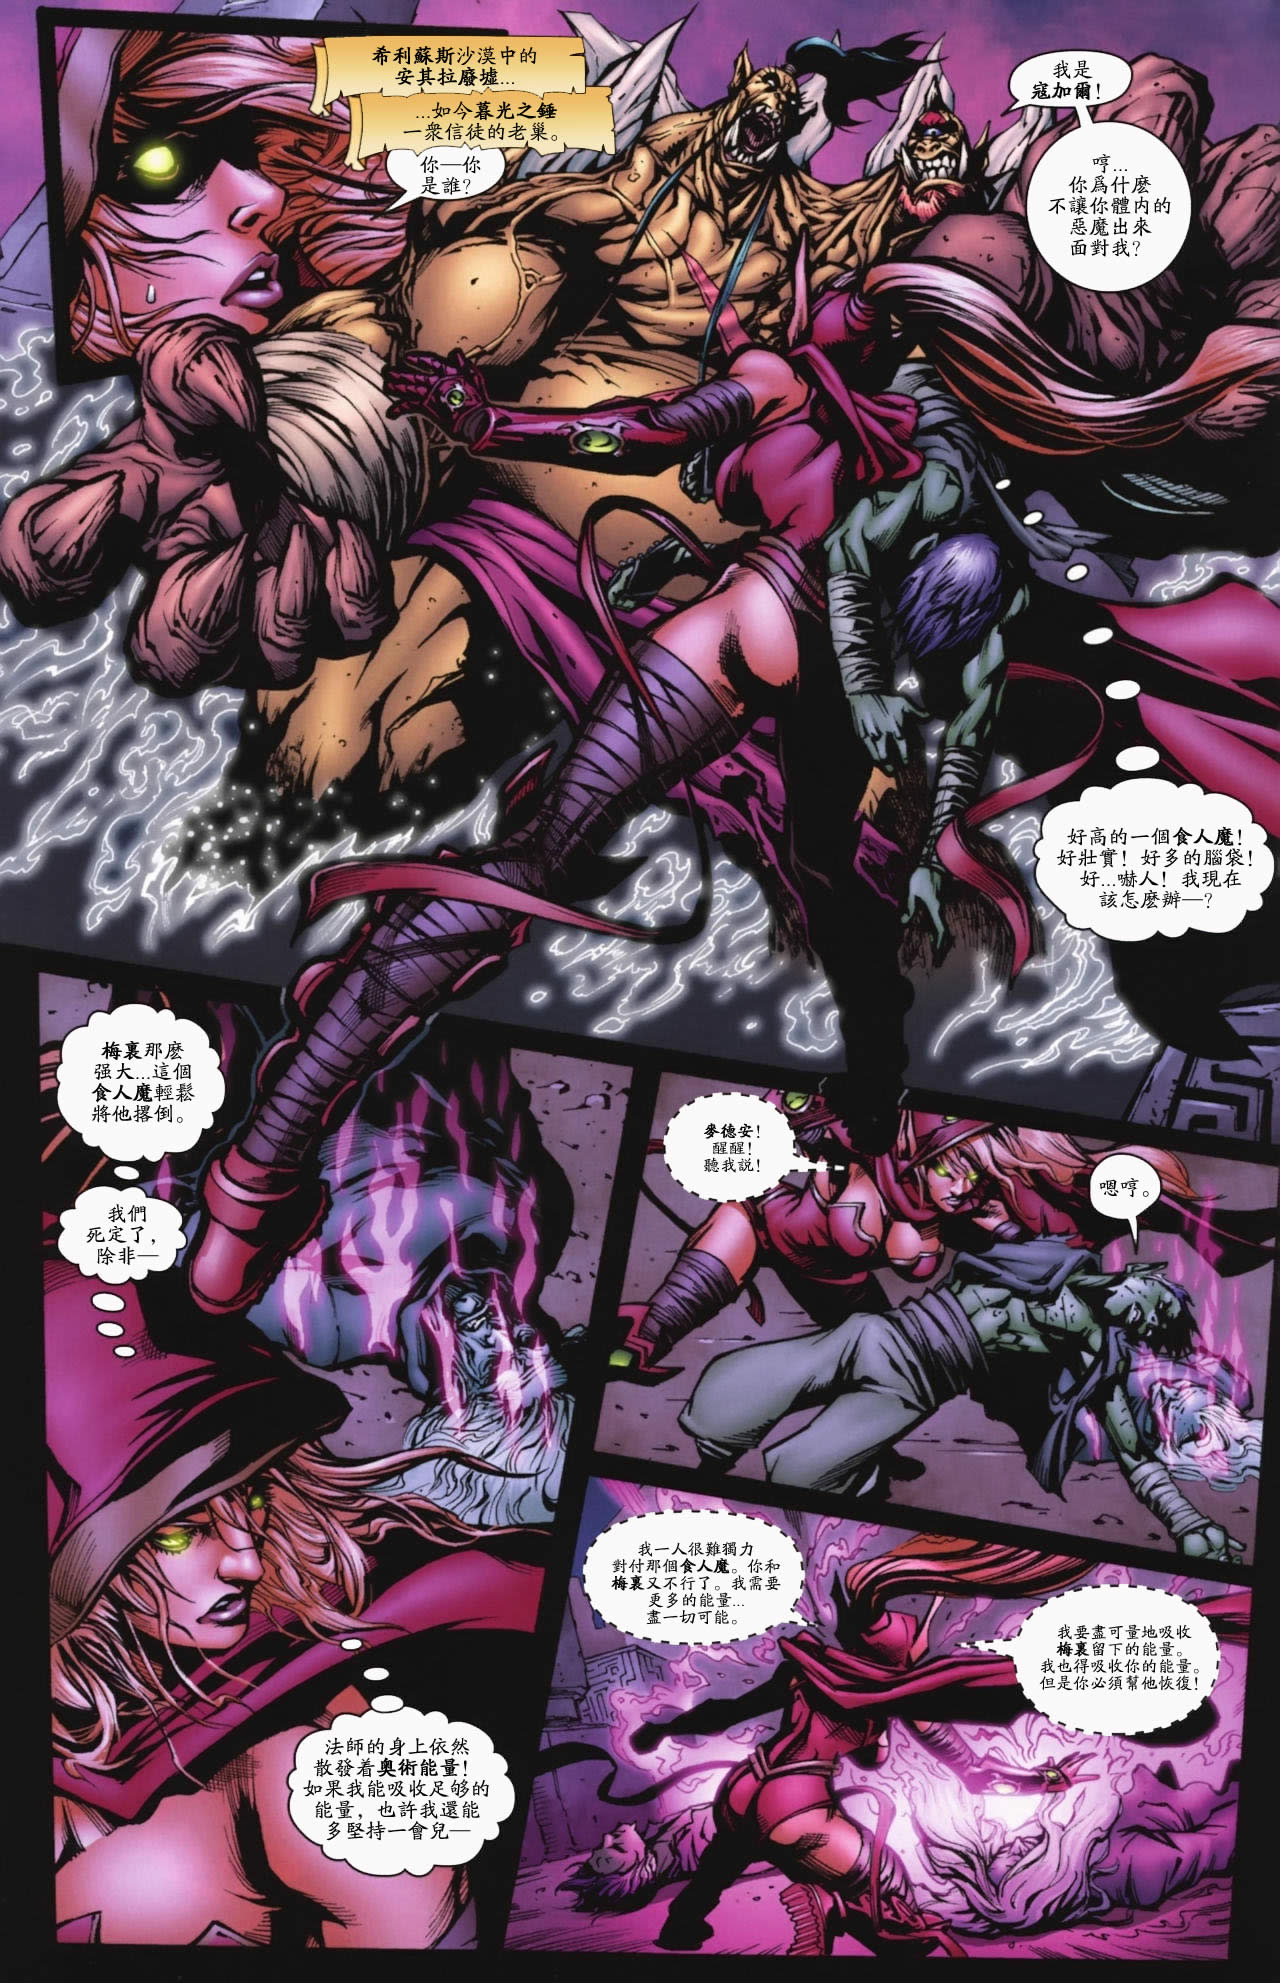 希利蘇斯沙漠中的
安其拉廢墟...
...如今暮光之錘
一衆信徒的老巢。
你—你
是誰?
我是
寇加爾!
哼...
你爲什麽
不讓你體内的
惡魔出來
面對我?
好高的一個食人魔!
好壯實! 好多的腦袋!
好...嚇人! 我現在
該怎麽辦—?
梅裏那麽
强大...這個
食人魔輕鬆
將他撂倒。
我們
死定了，
除非—
法師的身上依然
散發着奥術能量!
如果我能吸收足够的
能量，也許我還能
多堅持一會兒—
麥德安!
醒醒!
聽我説!
嗯哼。
我一人很難獨力
對付那個食人魔。你和
梅裏又不行了。我需要
更多的能量...
盡一切可能。
我要盡可量地吸收
梅裏留下的能量。
我也得吸收你的能量。
但是你必須幫他恢復!